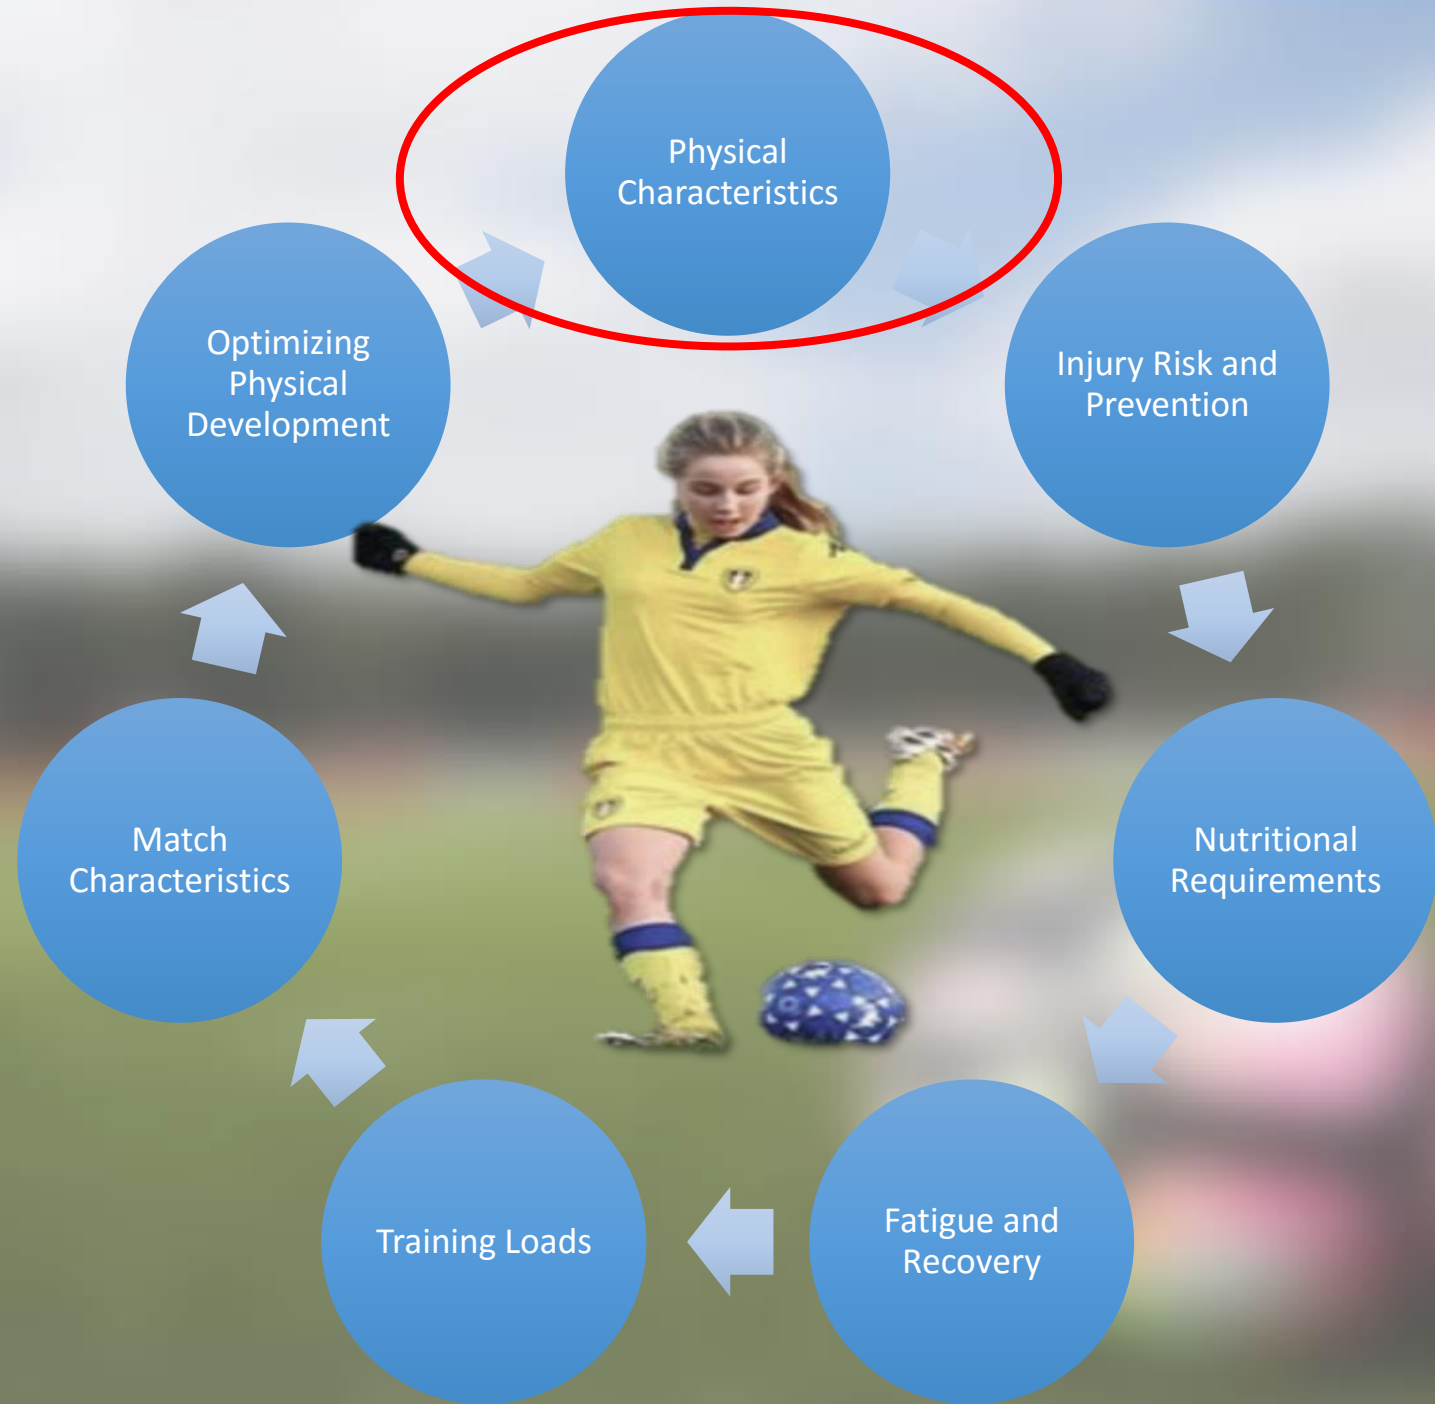 Physical
Characteristics
Injury Risk and
Prevention
Nutritional
Requirements
Fatigue and
Recovery
Training Loads
Match
Characteristics
Optimizing
Physical
Development